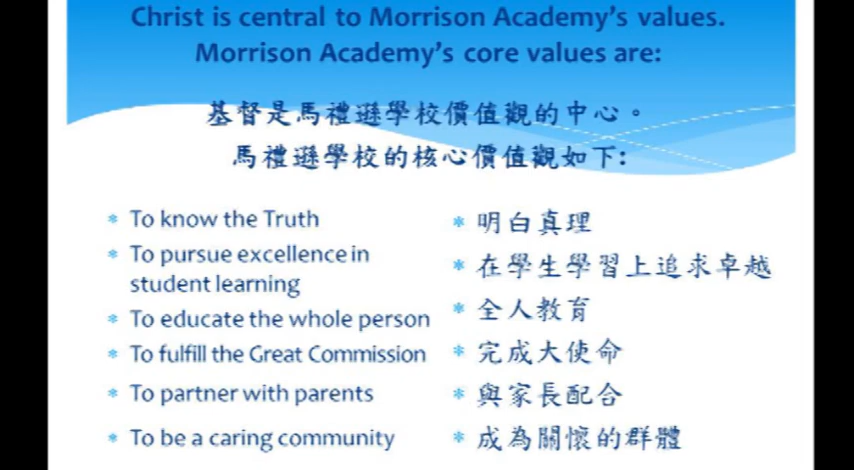 Christ is central to Morrison Academy's values.
Morrison Academy's core values are:
基督是馬禮遜學校價值觀的中心。
馬禮遜學校的核心價值觀如下:
* To know the Truth
* To pursue excellence in
student learning
* To educate the whole person
* To fulfill the Great Commission
* To partner with parents
* To be a caring community
* 明白真理
* 在學生學習上追求卓越
* 全人教育
* 完成大使命
* 與家長配合
* 成為關懷的群體